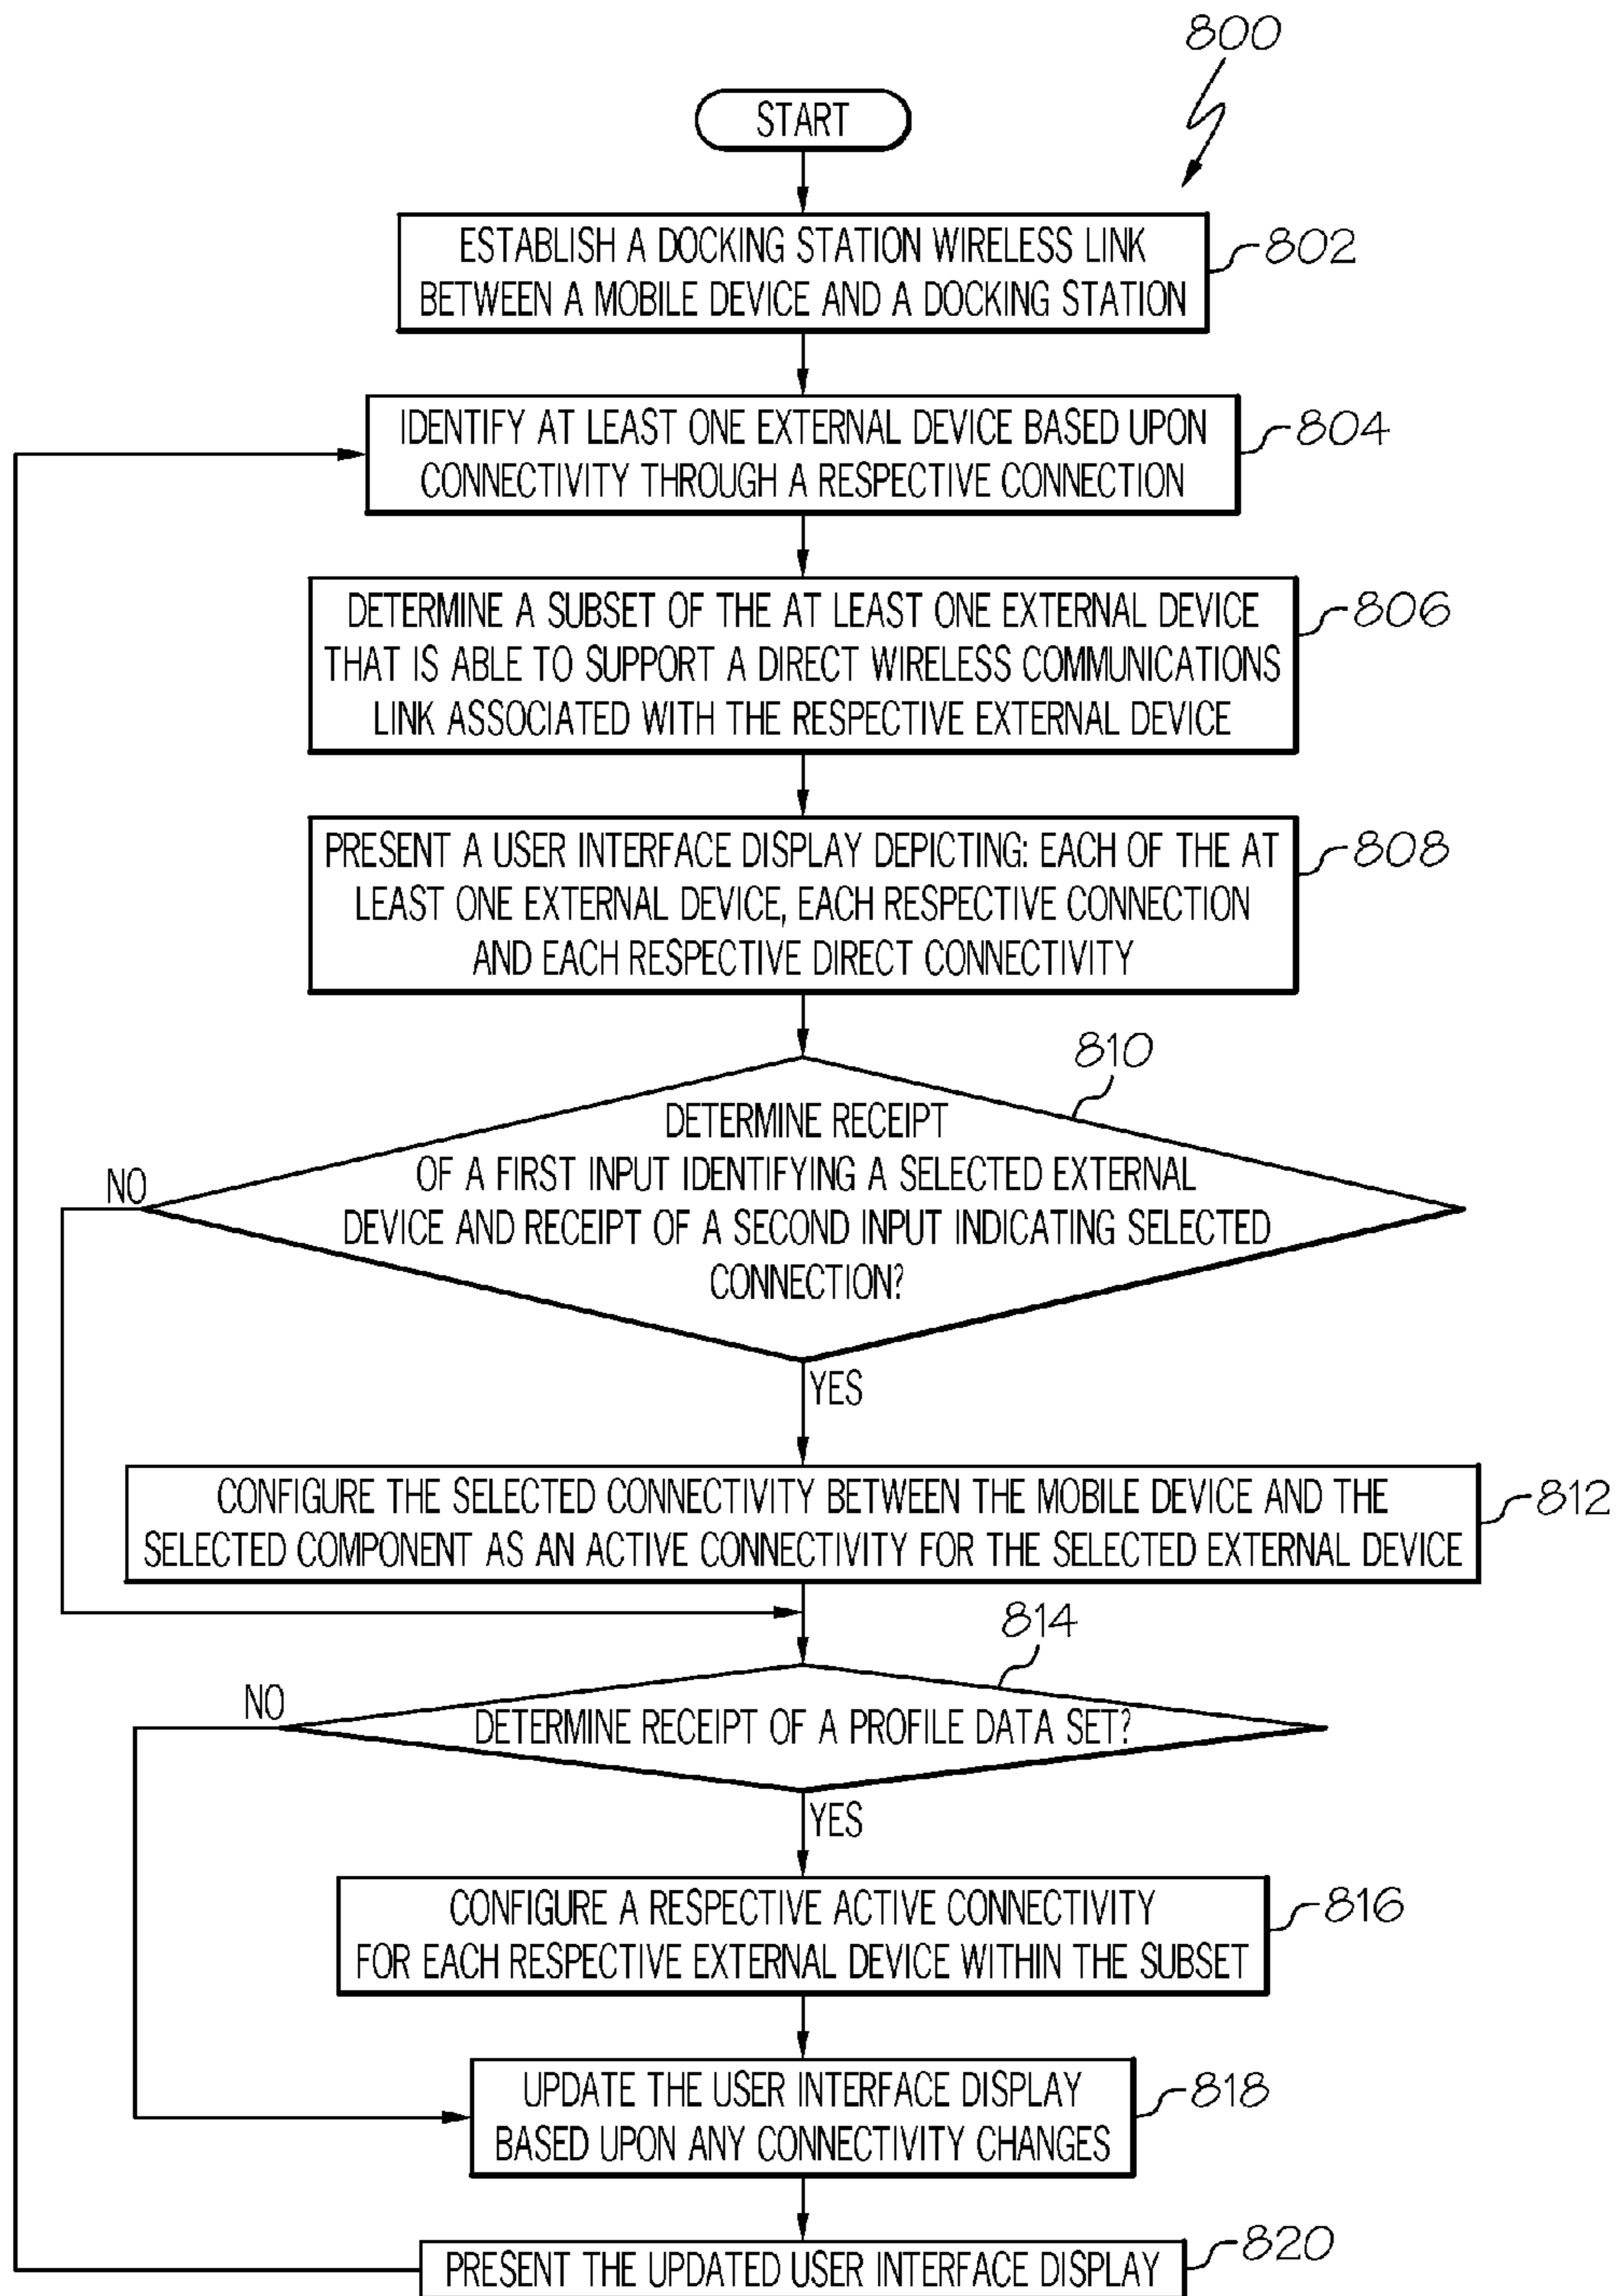 800
START
ESTABLISH A DOCKING STATION WIRELESS LINK
BETWEEN A MOBILE DEVICE AND A DOCKING STATION
802
IDENTIFY AT LEAST ONE EXTERNAL DEVICE BASED UPON
CONNECTIVITY THROUGH A RESPECTIVE CONNECTION
804
DETERMINE A SUBSET OF THE AT LEAST ONE EXTERNAL DEVICE
THAT IS ABLE TO SUPPORT A DIRECT WIRELESS COMMUNICATIONS
LINK ASSOCIATED WITH THE RESPECTIVE EXTERNAL DEVICE
806
PRESENT A USER INTERFACE DISPLAY DEPICTING: EACH OF THE AT
LEAST ONE EXTERNAL DEVICE, EACH RESPECTIVE CONNECTION
AND EACH RESPECTIVE DIRECT CONNECTIVITY
808
810
DETERMINE RECEIPT
OF A FIRST INPUT IDENTIFYING A SELECTED EXTERNAL
DEVICE AND RECEIPT OF A SECOND INPUT INDICATING SELECTED
CONNECTION?
NO
YES
CONFIGURE THE SELECTED CONNECTIVITY BETWEEN THE MOBILE DEVICE AND THE
SELECTED COMPONENT AS AN ACTIVE CONNECTIVITY FOR THE SELECTED EXTERNAL DEVICE
812
814
NO
DETERMINE RECEIPT OF A PROFILE DATA SET?
YES
CONFIGURE A RESPECTIVE ACTIVE CONNECTIVITY
FOR EACH RESPECTIVE EXTERNAL DEVICE WITHIN THE SUBSET
816
UPDATE THE USER INTERFACE DISPLAY
BASED UPON ANY CONNECTIVITY CHANGES
818
PRESENT THE UPDATED USER INTERFACE DISPLAY
820